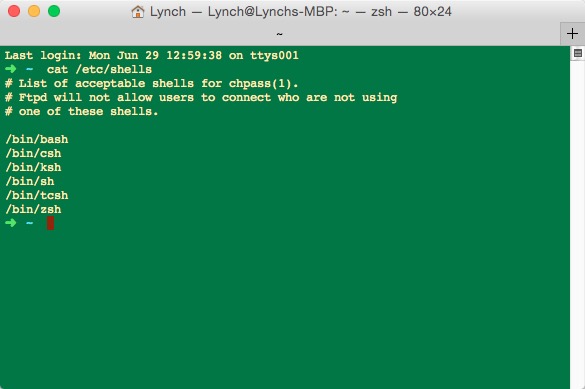 Lynch — Lynch@Lynchs-MBP: ~ — zsh — 80×24
~
+
Last login: Mon Jun 29 12:59:38 on ttys001
➜ ~ cat /etc/shells
# List of acceptable shells for chpass(1).
# Ftpd will not allow users to connect who are not using
# one of these shells.

/bin/bash
/bin/csh
/bin/ksh
/bin/sh
/bin/tcsh
/bin/zsh
➜ ~